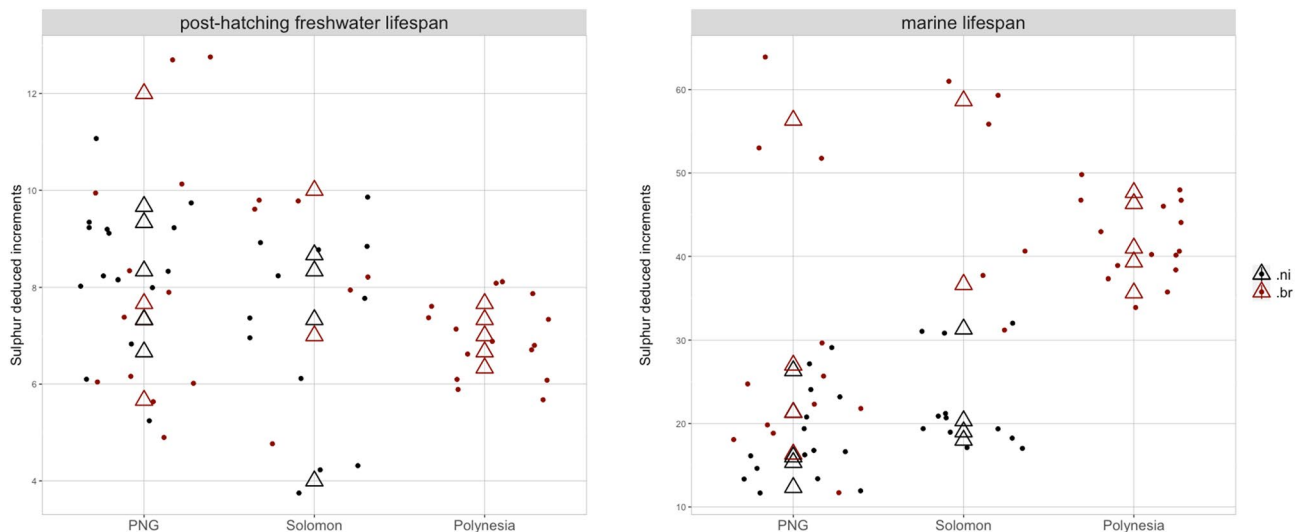 post-hatching freshwater lifespan
Sulphur deduced increments
12
10
8
6
4
PNG
Solomon
Polynesia
marine lifespan
Sulphur deduced increments
60
50
40
30
20
10
PNG
Solomon
Polynesia
.ni
.br